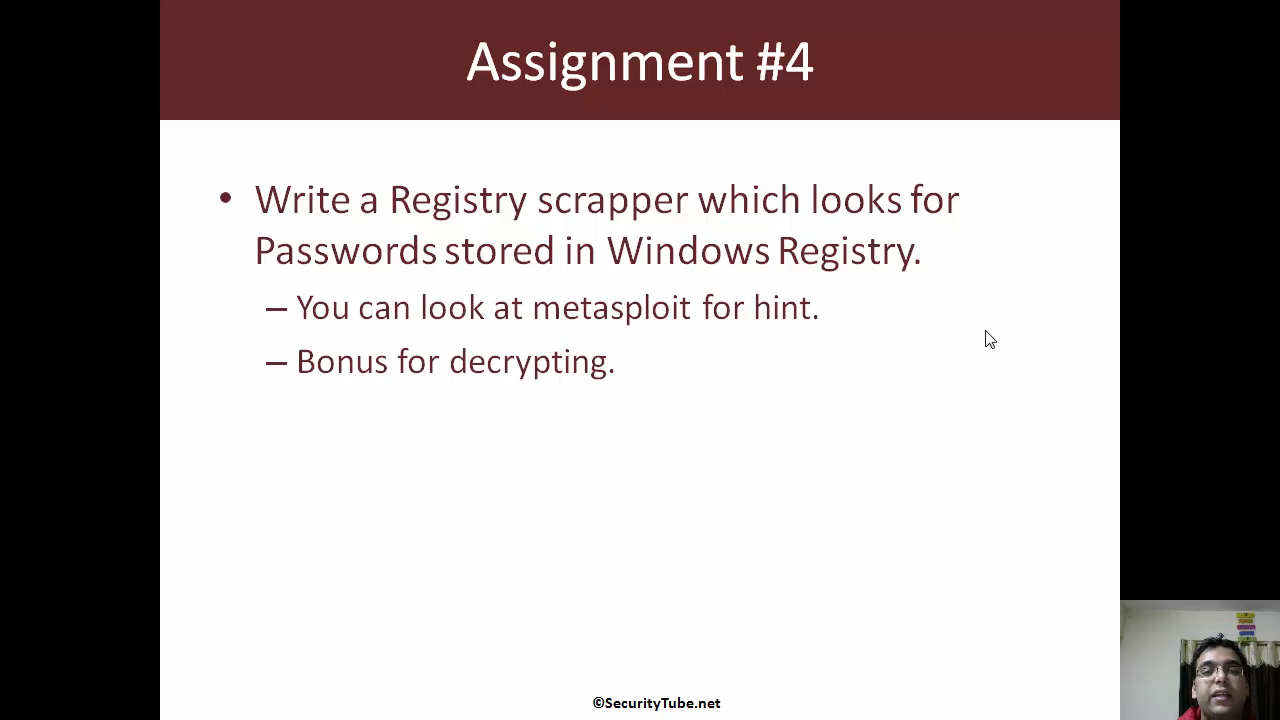 Assignment #4
• Write a Registry scrapper which looks for
Passwords stored in Windows Registry.
– You can look at metasploit for hint.
– Bonus for decrypting.
©SecurityTube.net